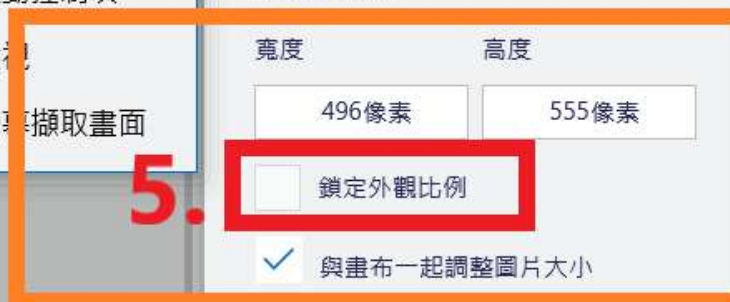 寬度 高度
視
496像素 555像素
幕擷取畫面
5.
鎖定外觀比例
與畫布一起調整圖片大小